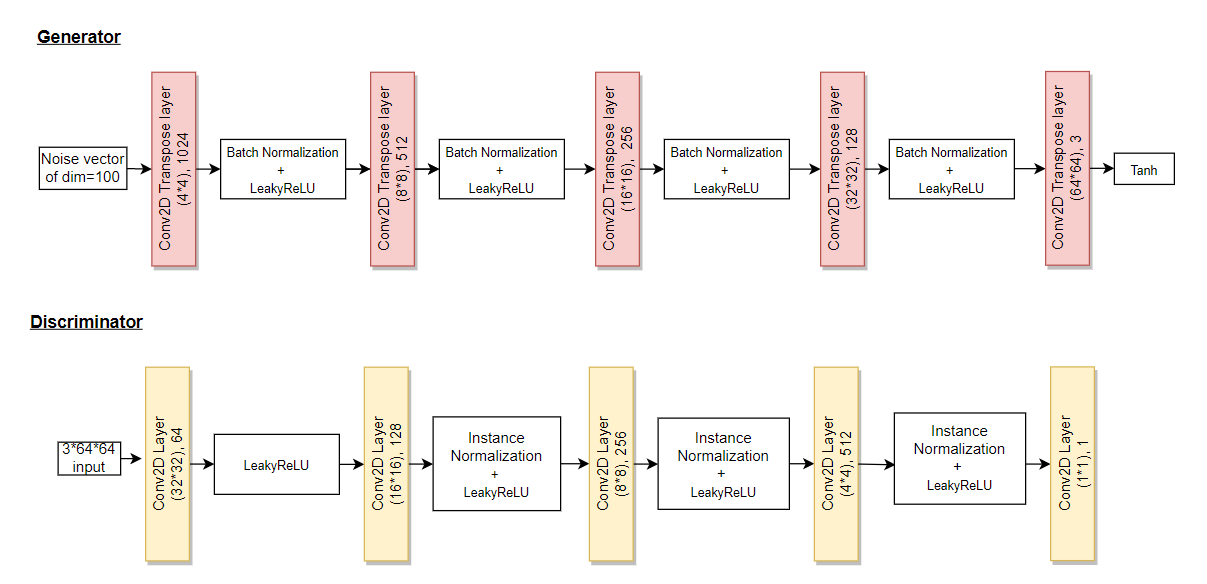 Generator
Noise vector
of dim=100
Conv2D Transpose layer
(4*4), 1024
Batch Normalization
+
LeakyReLU
Conv2D Transpose layer
(8*8), 512
Batch Normalization
+
LeakyReLU
Conv2D Transpose layer
(16*16), 256
Batch Normalization
+
LeakyReLU
Conv2D Transpose layer
(32*32), 128
Batch Normalization
+
LeakyReLU
Conv2D Transpose layer
(64*64), 3
Tanh
Discriminator
3*64*64
input
Conv2D Layer
(32*32), 64
LeakyReLU
Conv2D Layer
(16*16), 128
Instance
Normalization
+
LeakyReLU
Conv2D Layer
(8*8), 256
Instance
Normalization
+
LeakyReLU
Conv2D Layer
(4*4), 512
Instance
Normalization
+
LeakyReLU
Conv2D Layer
(1*1), 1